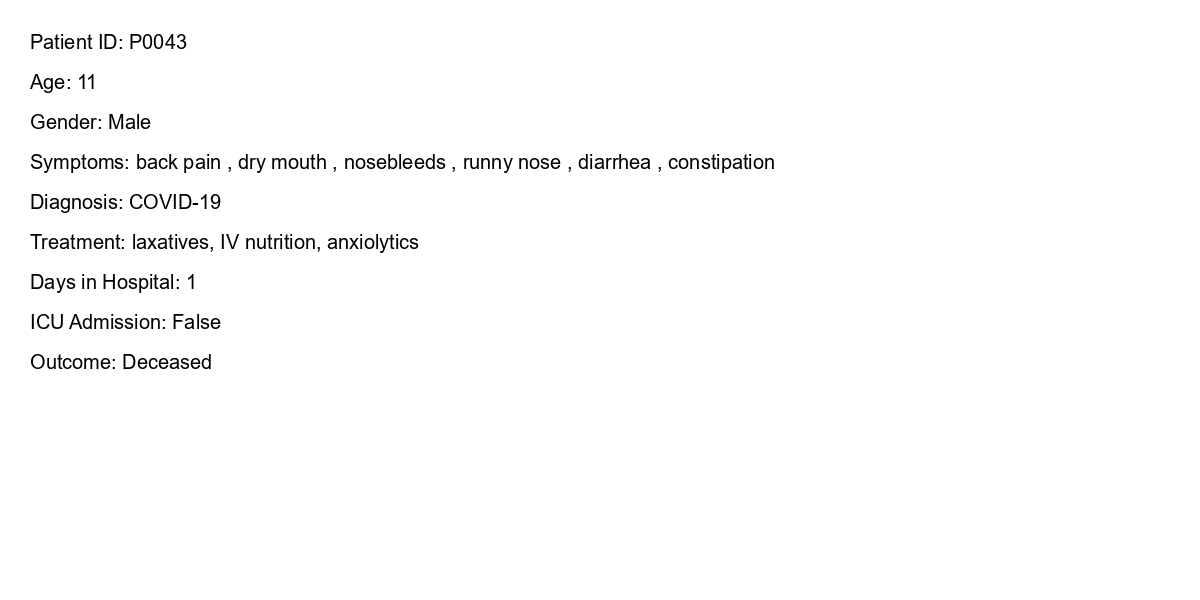 Patient ID: P0043
Age: 11
Gender: Male
Symptoms: back pain , dry mouth , nosebleeds , runny nose , diarrhea , constipation
Diagnosis: COVID-19
Treatment: laxatives, IV nutrition, anxiolytics
Days in Hospital: 1
ICU Admission: False
Outcome: Deceased